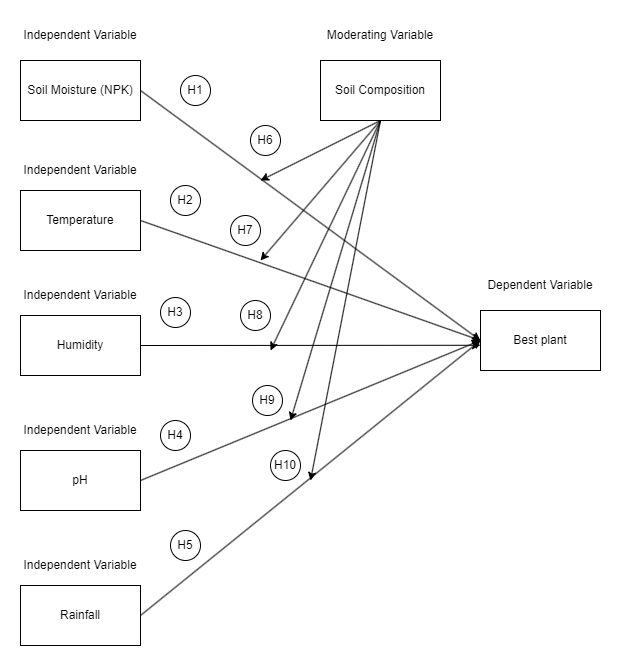 Independent Variable
Moderating Variable
Soil Moisture (NPK)
H1
Soil Composition
H6
Independent Variable
Temperature
H2
H7
Independent Variable
Dependent Variable
Humidity
H3
H8
Best plant
H9
Independent Variable
H4
pH
H10
H5
Independent Variable
Rainfall